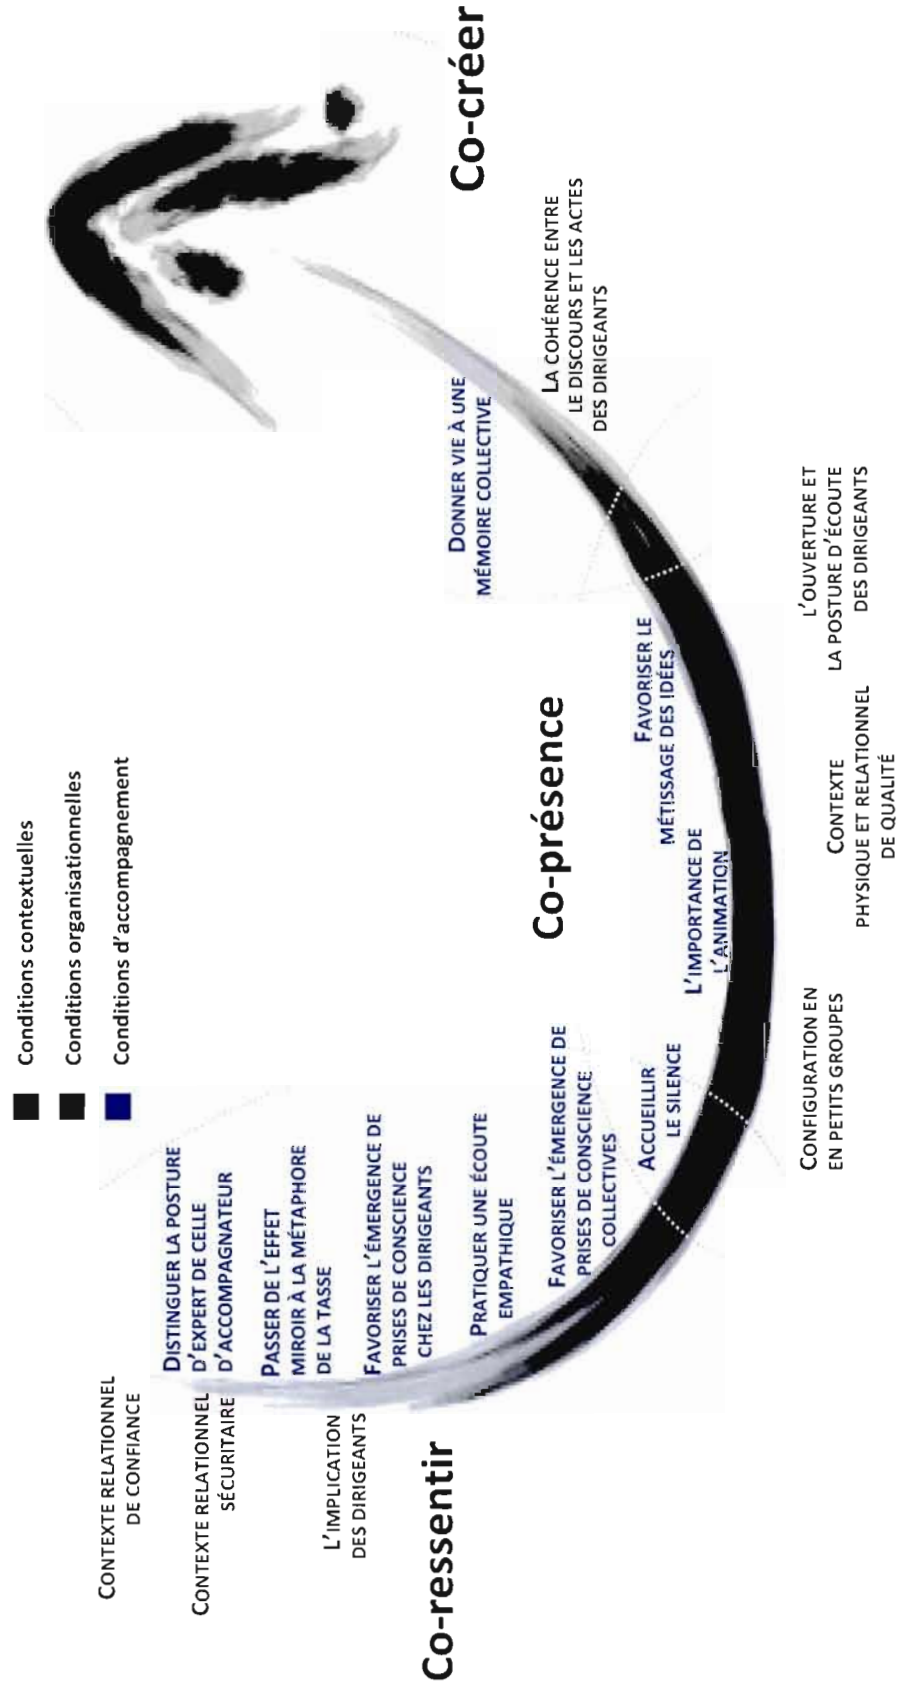 Conditions contextuelles
Conditions organisationnelles
Conditions d'accompagnement
CONTEXTE RELATIONNEL
DE CONFIANCE
CONTEXTE RELATIONNEL
SÉCURITAIRE
L'IMPLICATION
DES DIRIGEANTS
Co-ressentir
DISTINGUER LA POSTURE
D'EXPERT DE CELLE
D'ACCOMPAGNATEUR
PASSER DE L'EFFET
MIROIR À LA MÉTAPHORE
DE LA TASSE
FAVORISER L'ÉMERGENCE DE
PRISES DE CONSCIENCE
CHEZ LES DIRIGEANTS
PRATIQUER UNE ÉCOUTE
EMPATHIQUE
FAVORISER L'ÉMERGENCE DE
PRISES DE CONSCIENCE
COLLECTIVES
ACCUEILLIR
LE SILENCE
CONFIGURATION EN
EN PETITS GROUPES
Co-présence
L'IMPORTANCE DE
L'ANIMATION
FAVORISER LE
MÉTISSAGE DES IDÉES
CONTEXTE
PHYSIQUE ET RELATIONNEL
DE QUALITÉ
L'OUVERTURE ET
LA POSTURE D'ÉCOUTE
DES DIRIGEANTS
DONNER VIE À UNE
MÉMOIRE COLLECTIVE
LA COHÉRENCE ENTRE
LE DISCOURS ET LES ACTES
DES DIRIGEANTS
Co-créer